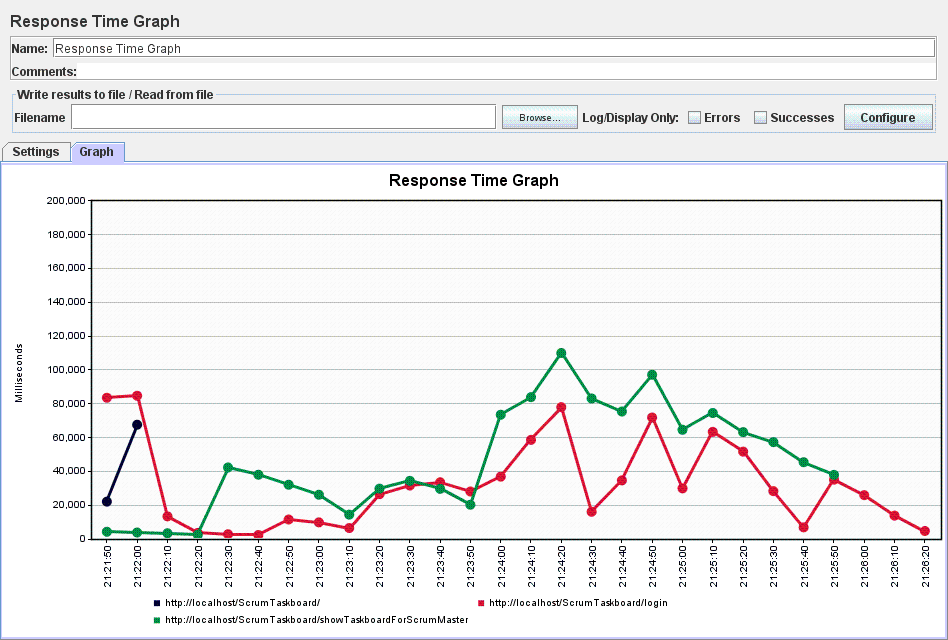 Response Time Graph
Name: Response Time Graph
Comments:
Write results to file / Read from file
Filename Browse... Log/Display Only: Errors Successes Configure
Settings Graph
Response Time Graph
200,000
180,000
160,000
140,000
120,000
100,000
80,000
60,000
40,000
20,000
0
Milliseconds
21:21:50 21:22:00 21:22:10 21:22:20 21:22:30 21:22:40 21:22:50 21:23:00 21:23:10 21:23:20 21:23:30 21:23:40 21:23:50 21:24:00 21:24:10 21:24:20 21:24:30 21:24:40 21:24:50 21:25:00 21:25:10 21:25:20 21:25:30 21:25:40 21:25:50 21:26:00 21:26:10 21:26:20
http://localhost/ScrumTaskboard/ http://localhost/ScrumTaskboard/login
http://localhost/ScrumTaskboard/showTaskboardForScrumMaster